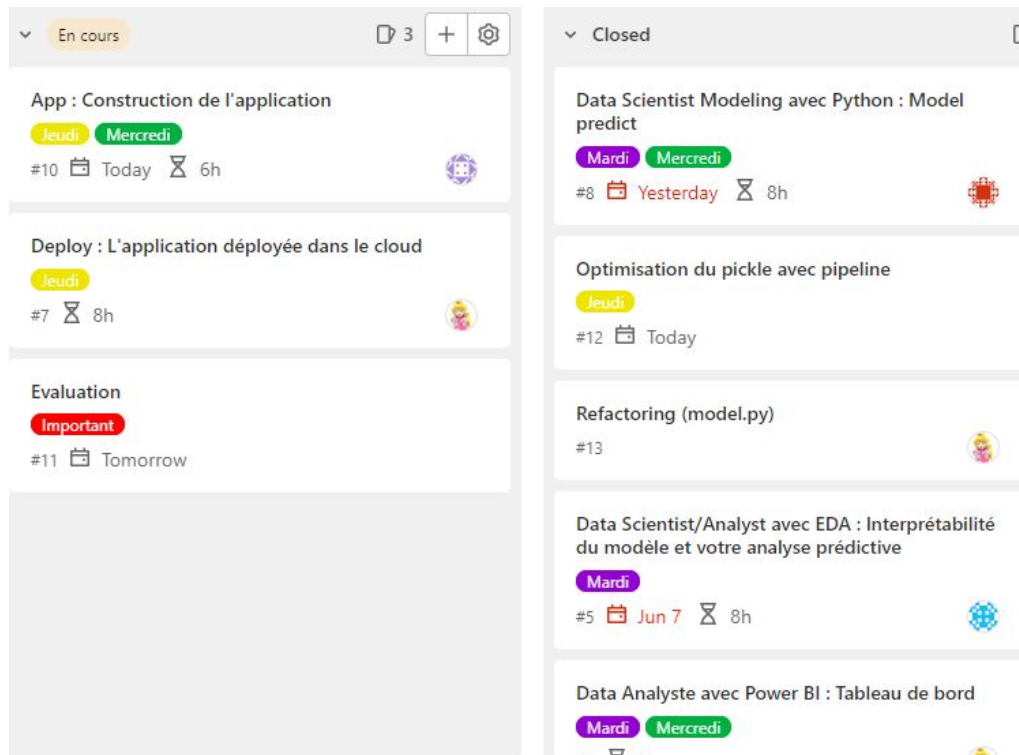 En cours
3
App : Construction de l'application
Jeudi Mercredi
#10 Today 6h
Deploy : L'application déployée dans le cloud
Jeudi
#7 8h
Evaluation
Important
#11 Tomorrow
Closed
Data Scientist Modeling avec Python : Model
predict
Mardi Mercredi
#8 Yesterday 8h
Optimisation du pickle avec pipeline
Jeudi
#12 Today
Refactoring (model.py)
#13
Data Scientist/Analyst avec EDA : Interprétabilité
du modèle et votre analyse prédictive
Mardi
#5 Jun 7 8h
Data Analyste avec Power BI : Tableau de bord
Mardi Mercredi